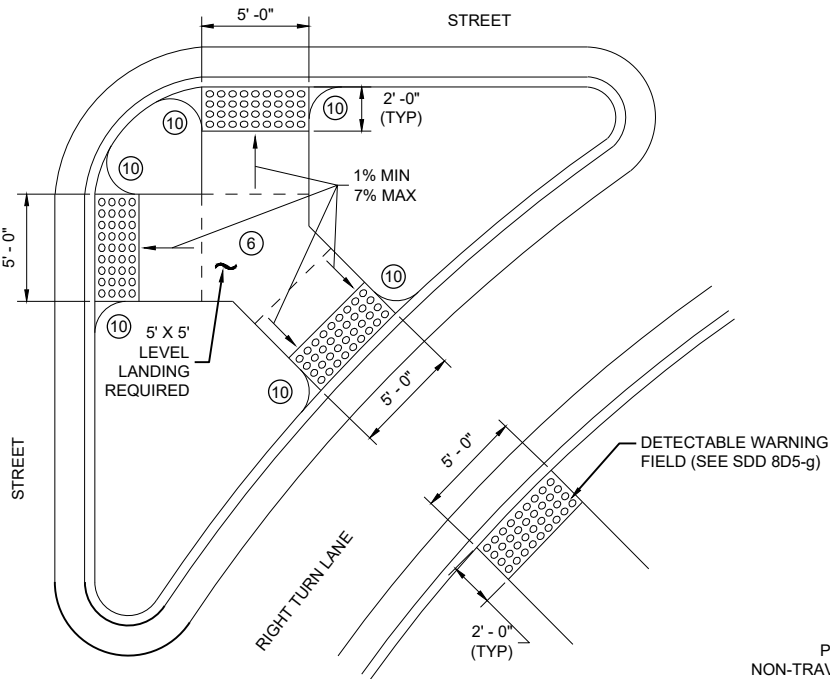 5' -0"
STREET
10
10
2' -0"
(TYP)
10
1% MIN
7% MAX
5' - 0"
6
10
10
5' X 5'
LEVEL
LANDING
REQUIRED
10
5' - 0"
STREET
5' - 0"
DETECTABLE WARNING
FIELD (SEE SDD 8D5-g)
RIGHT TURN LANE
2' - 0"
(TYP)
P
NON-TRAV